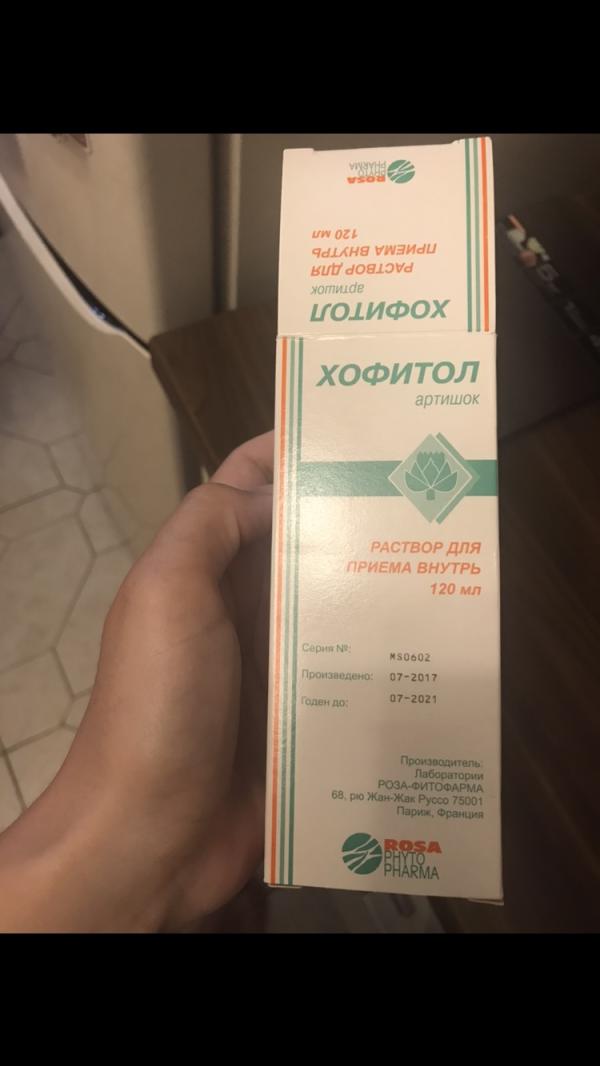 ROSA
PHYTO
PHARMA
ХОФИТОЛ
артишок
РАСТВОР ДЛЯ
ПРИЕМА ВНУТРЬ
120 мл
ХОФИТОЛ
артишок
РАСТВОР ДЛЯ
ПРИЕМА ВНУТРЬ
120 мл
Серия №: MS0602
Произведено: 07-2017
Годен до: 07-2021
Производитель:
Лаборатории
РОЗА-ФИТОФАРМА
68, рю Жан-Жак Руссо 75001
Париж, Франция
ROSA
PHYTO
PHARMA